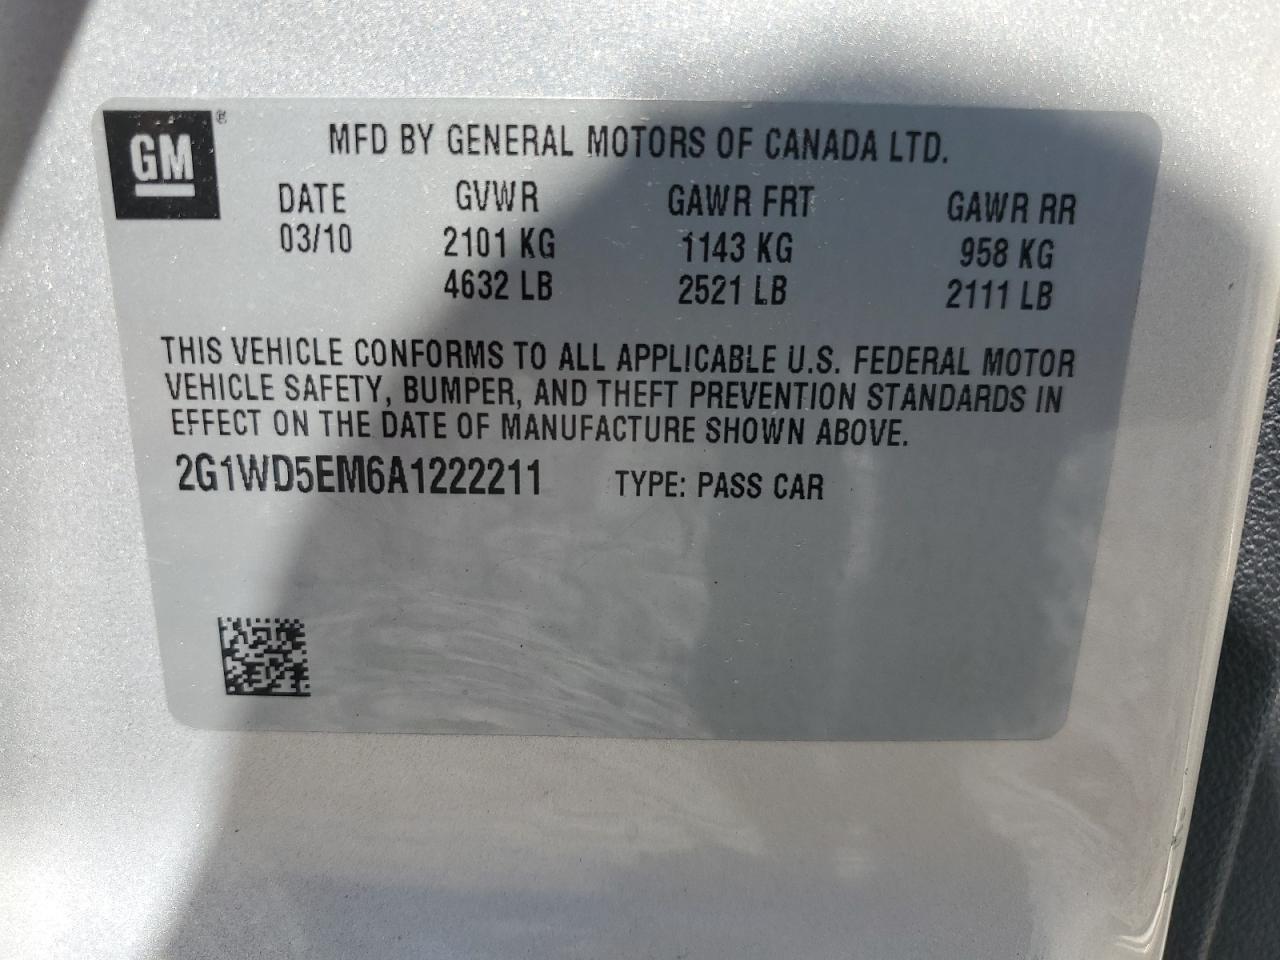 GM ®
MFD BY GENERAL MOTORS OF CANADA LTD.
DATE GVWR GAWR FRT GAWR RR
03/10 2101 KG 1143 KG 958 KG
4632 LB 2521 LB 2111 LB
THIS VEHICLE CONFORMS TO ALL APPLICABLE U.S. FEDERAL MOTOR
VEHICLE SAFETY, BUMPER, AND THEFT PREVENTION STANDARDS IN
EFFECT ON THE DATE OF MANUFACTURE SHOWN ABOVE.
2G1WD5EM6A1222211 TYPE: PASS CAR